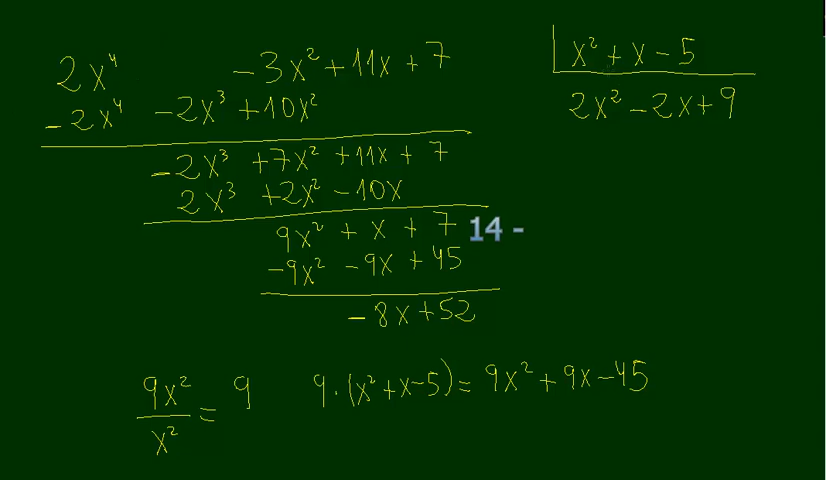 2x⁴ -3x²+11x+7 | x²+x-5
-2x⁴ -2x³+10x² 2x²-2x+9
-2x³ +7x² +11x + 7
2x³ +2x² -10x
9x² + x + 7 14 -
-9x² -9x +45
-8x+52
9x²/x² = 9 9·(x²+x-5)= 9x²+9x-45